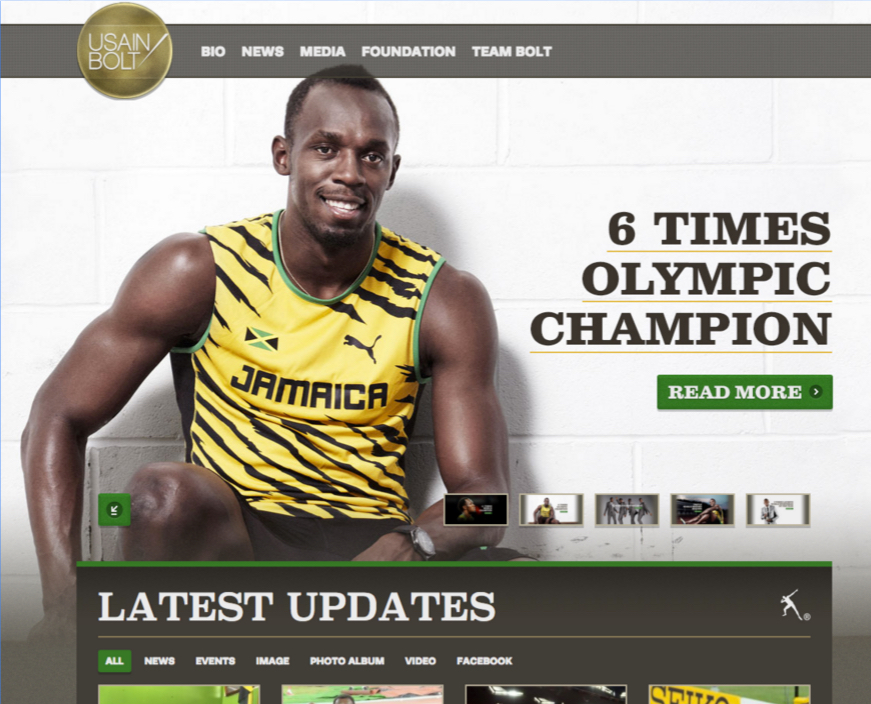 USAIN
BOLT
BIO NEWS MEDIA FOUNDATION TEAM BOLT
6 TIMES
OLYMPIC
CHAMPION
READ MORE
JAMAICA
LATEST UPDATES
®
ALL NEWS EVENTS IMAGE PHOTO ALBUM VIDEO FACEBOOK
SEIKO